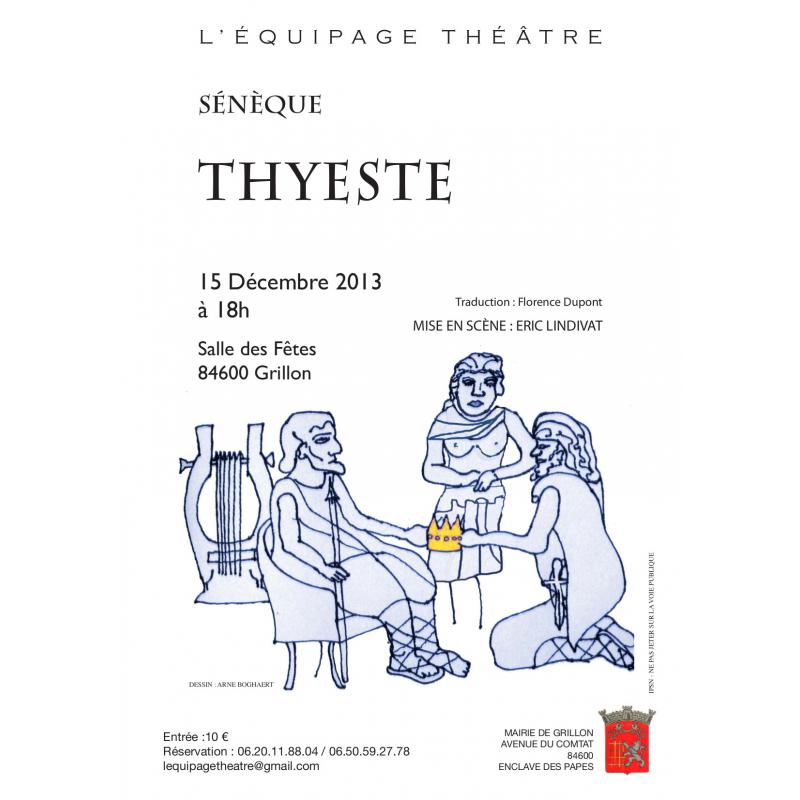 L'ÉQUIPAGE THÉÂTRE
SÉNÈQUE
THYESTE
15 Décembre 2013
à 18h
Salle des Fêtes
84600 Grillon
Traduction : Florence Dupont
MISE EN SCÈNE : ERIC LINDIVAT
DESSIN : ARNE BOGHAERT
IPSN - NE PAS JETER SUR LA VOIE PUBLIQUE
Entrée :10 €
Réservation : 06.20.11.88.04 / 06.50.59.27.78
lequipagetheatre@gmail.com
MAIRIE DE GRILLON
AVENUE DU COMTAT
84600
ENCLAVE DES PAPES